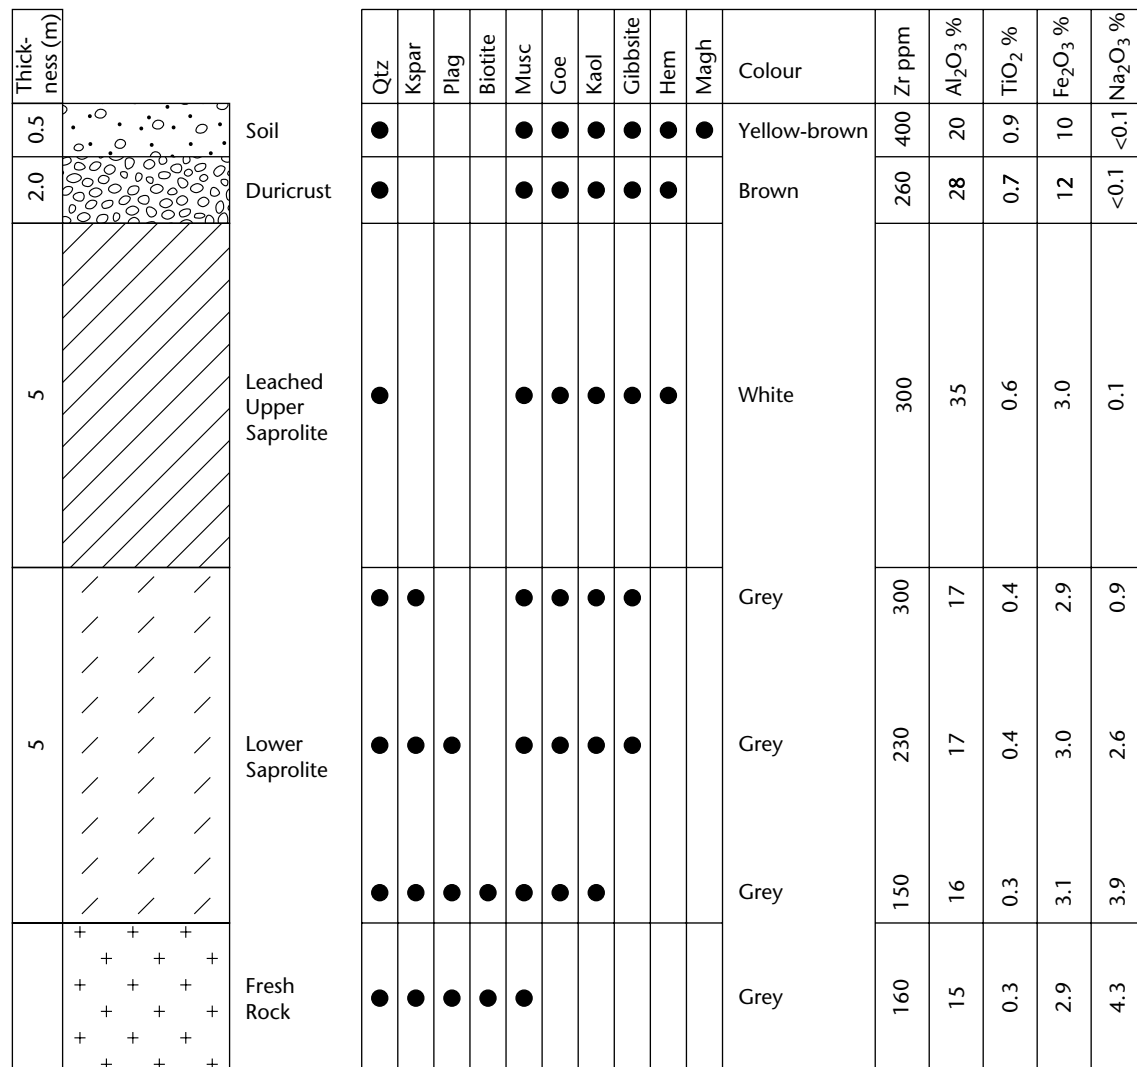 Thick-
ness (m)
Qtz
Kspar
Plag
Biotite
Musc
Goe
Kaol
Gibbsite
Hem
Magh
Colour
Zr ppm
Al₂O₃ %
TiO₂ %
Fe₂O₃ %
Na₂O₃ %
0.5
Soil
Yellow-brown
400
20
0.9
10
<0.1
2.0
Duricrust
Brown
260
28
0.7
12
<0.1
5
Leached
Upper
Saprolite
White
300
35
0.6
3.0
0.1
Grey
300
17
0.4
2.9
0.9
5
Lower
Saprolite
Grey
230
17
0.4
3.0
2.6
Grey
150
16
0.3
3.1
3.9
Fresh
Rock
Grey
160
15
0.3
2.9
4.3